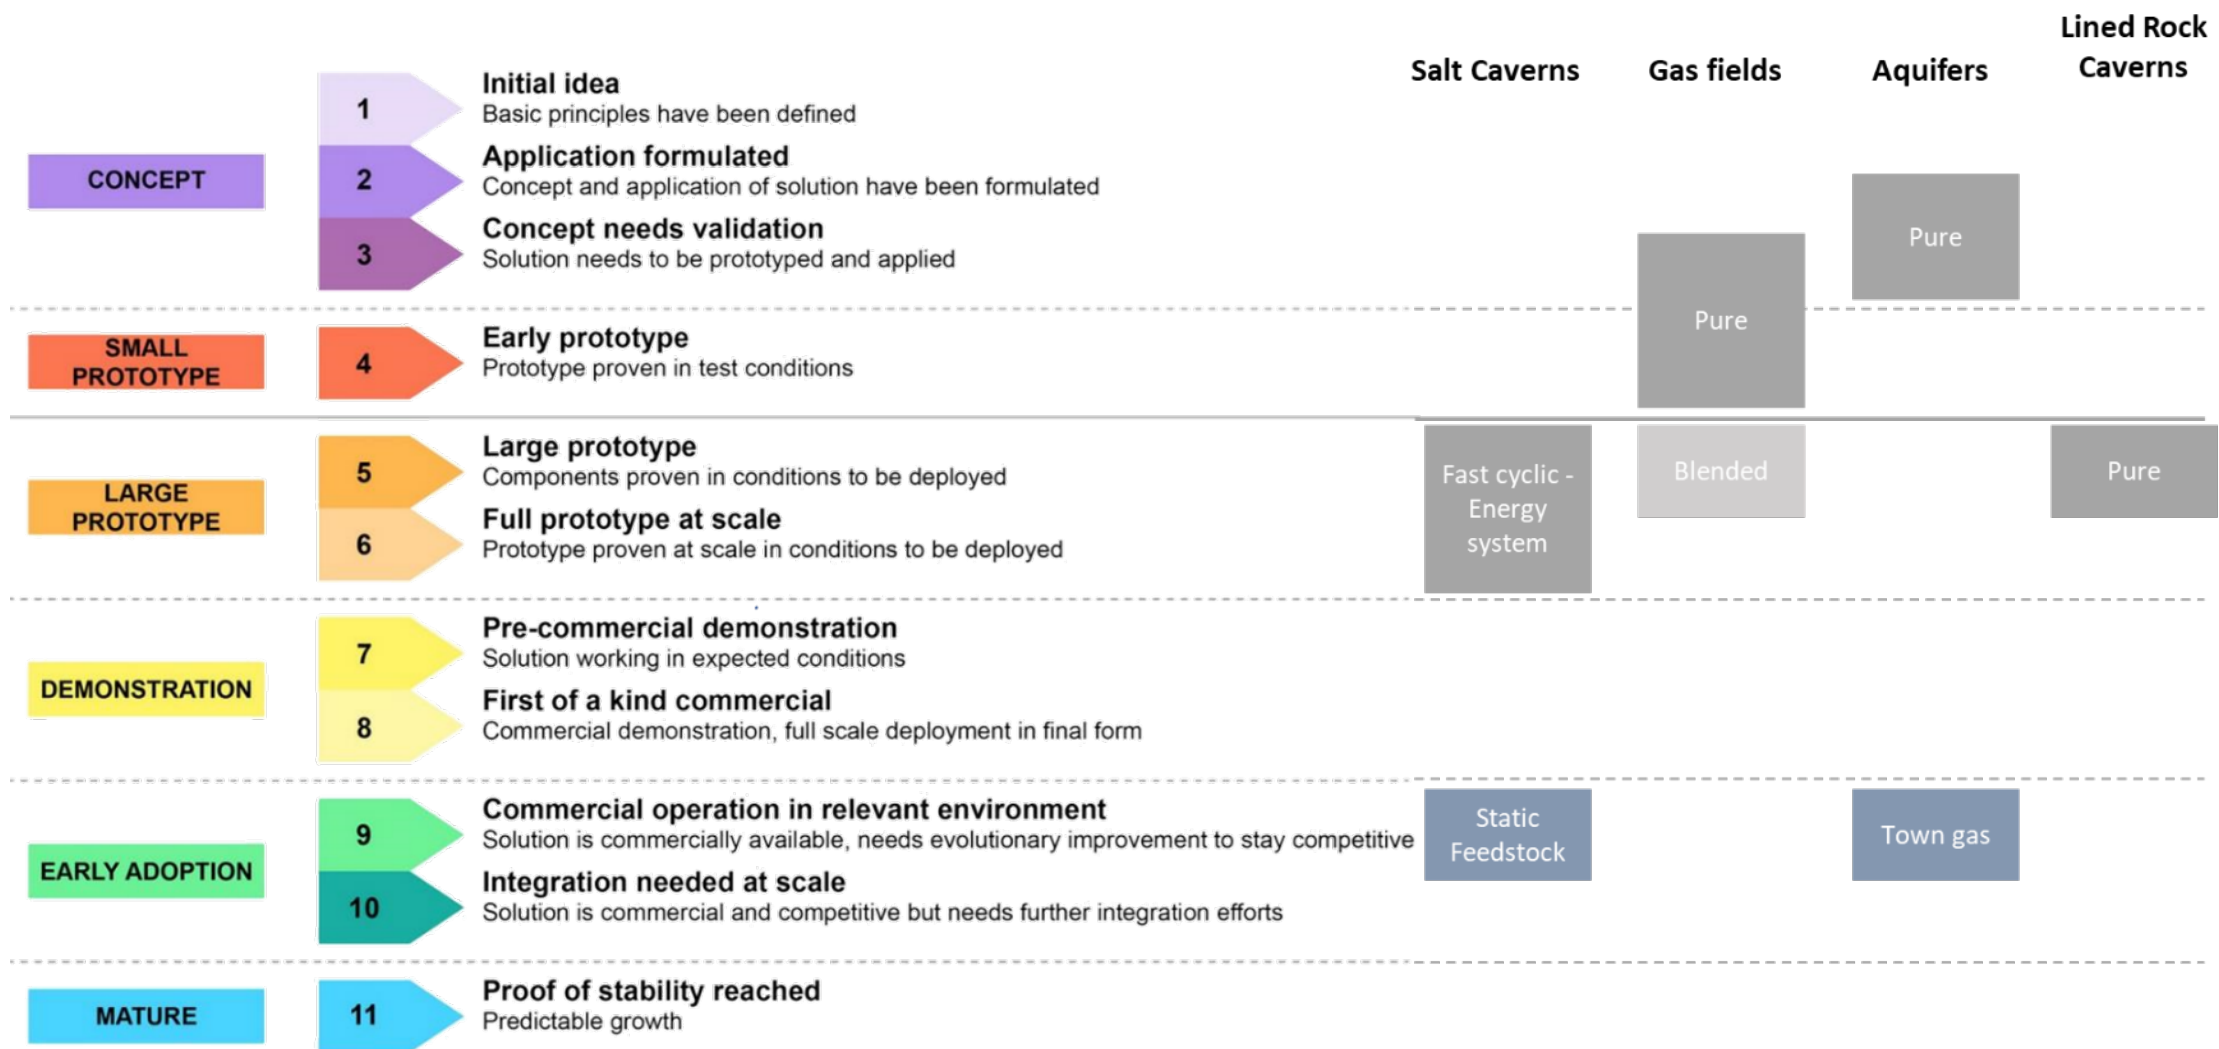 Lined Rock
Caverns
Salt Caverns
Gas fields
Aquifers
CONCEPT
1
Initial idea
Basic principles have been defined
2
Application formulated
Concept and application of solution have been formulated
3
Concept needs validation
Solution needs to be prototyped and applied
Pure
Pure
SMALL
PROTOTYPE
4
Early prototype
Prototype proven in test conditions
LARGE
PROTOTYPE
5
Large prototype
Components proven in conditions to be deployed
6
Full prototype at scale
Prototype proven at scale in conditions to be deployed
Fast cyclic -
Energy
system
Blended
Pure
DEMONSTRATION
7
Pre-commercial demonstration
Solution working in expected conditions
8
First of a kind commercial
Commercial demonstration, full scale deployment in final form
EARLY ADOPTION
9
Commercial operation in relevant environment
Solution is commercially available, needs evolutionary improvement to stay competitive
10
Integration needed at scale
Solution is commercial and competitive but needs further integration efforts
Static
Feedstock
Town gas
MATURE
11
Proof of stability reached
Predictable growth